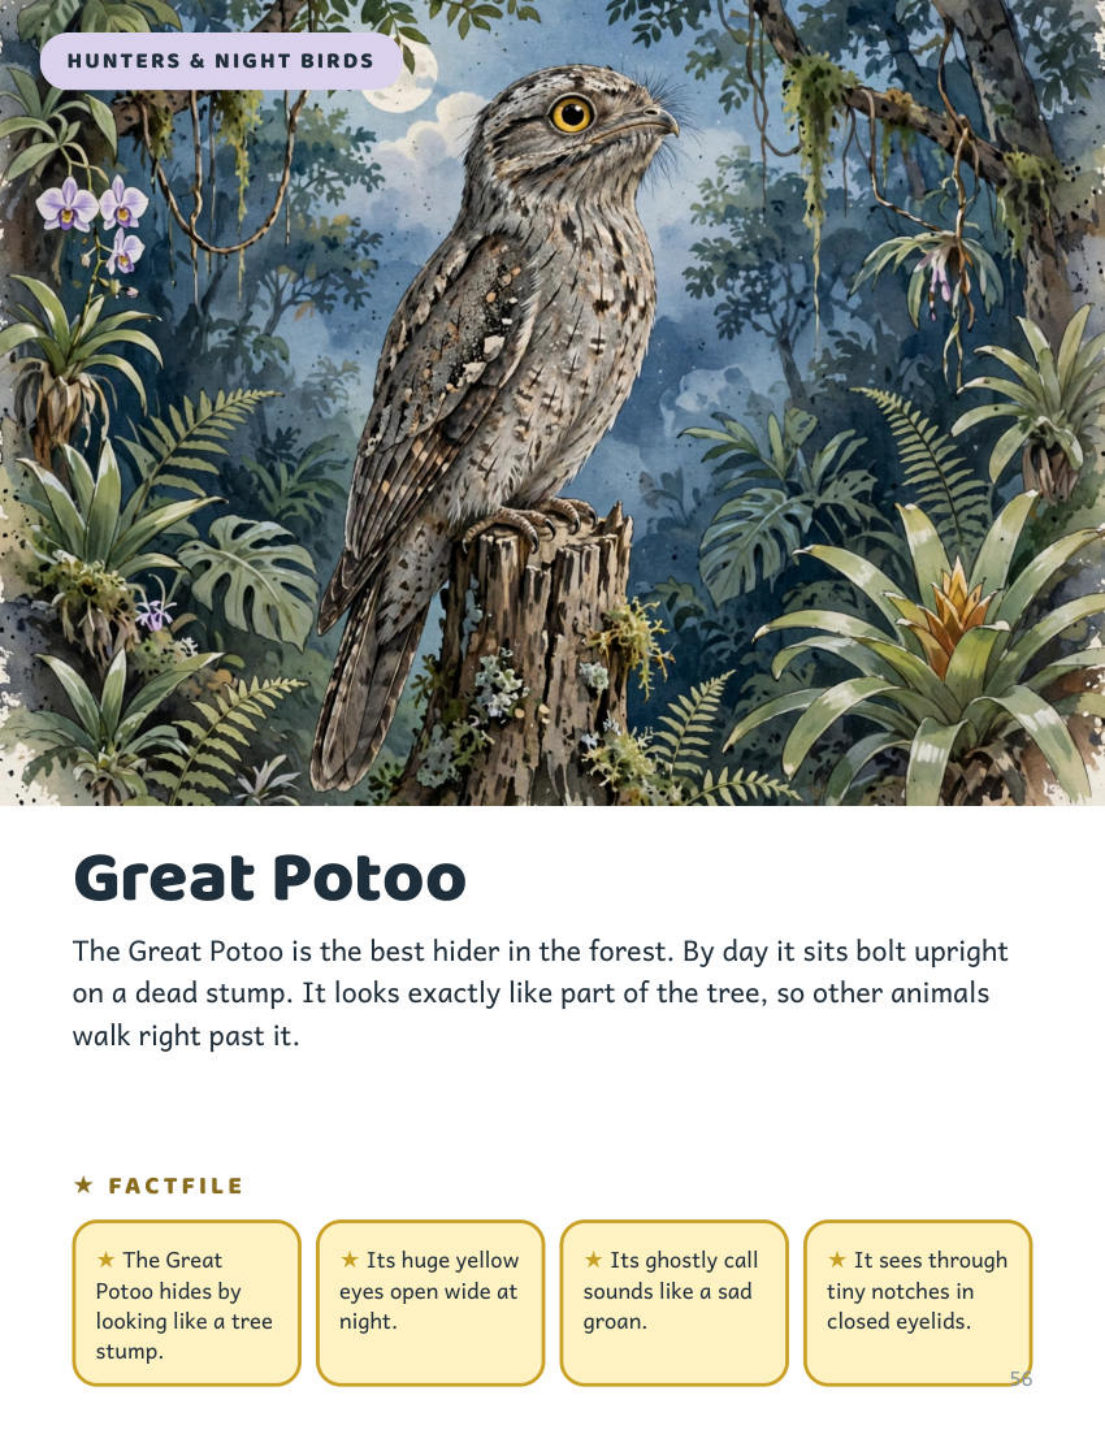 HUNTERS & NIGHT BIRDS
Great Potoo
The Great Potoo is the best hider in the forest. By day it sits bolt upright
on a dead stump. It looks exactly like part of the tree, so other animals
walk right past it.
★ FACTFILE
★ The Great
Potoo hides by
looking like a tree
stump.
★ Its huge yellow
eyes open wide at
night.
★ Its ghostly call
sounds like a sad
groan.
★ It sees through
tiny notches in
closed eyelids.
56